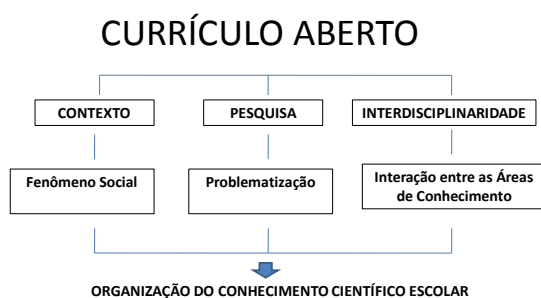 CURRÍCULO ABERTO
CONTEXTO
PESQUISA
INTERDISCIPLINARIDADE
Fenômeno Social
Problematização
Interação entre as Áreas
de Conhecimento
ORGANIZAÇÃO DO CONHECIMENTO CIENTÍFICO ESCOLAR